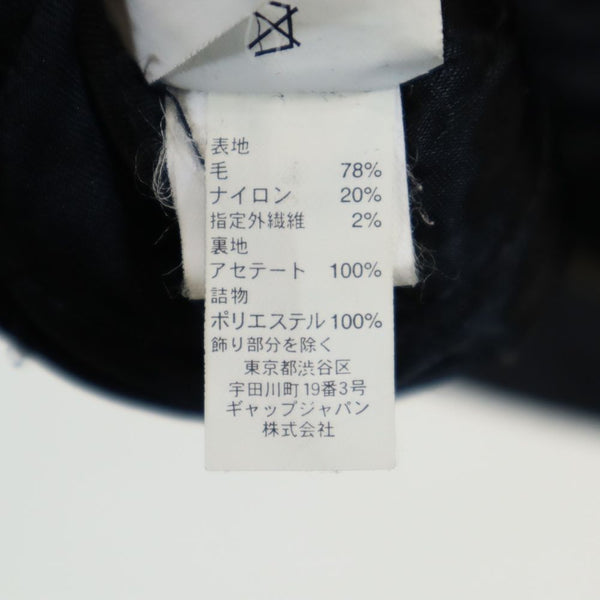 表地
毛 78%
ナイロン 20%
指定外繊維 2%
裏地
アセテート 100%
詰物
ポリエステル 100%
飾り部分を除く
東京都渋谷区
宇田川町19番3号
ギャップジャパン
株式会社